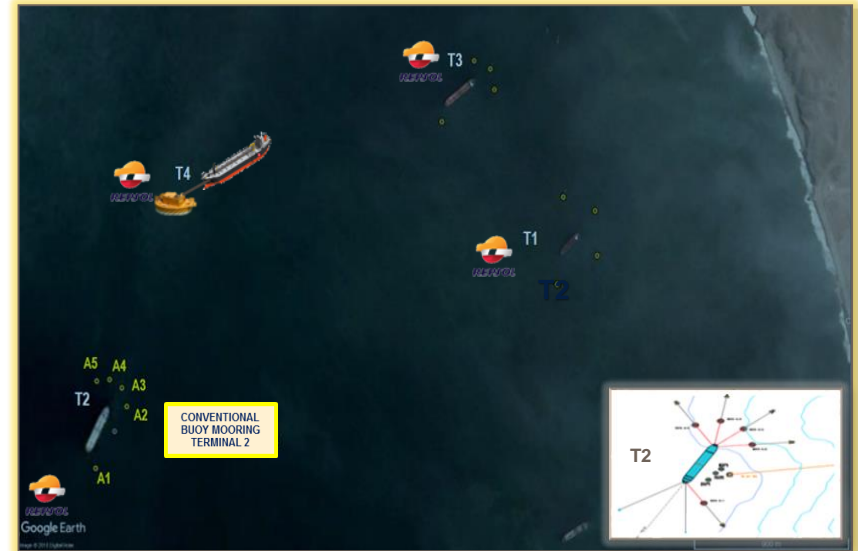 T3
REPSOL
T4
REPSOL
T1
REPSOL
T2
A5
A4
A3
T2
A2
CONVENTIONAL
BUOY MOORING
TERMINAL 2
A1
T2
REPSOL
Google Earth